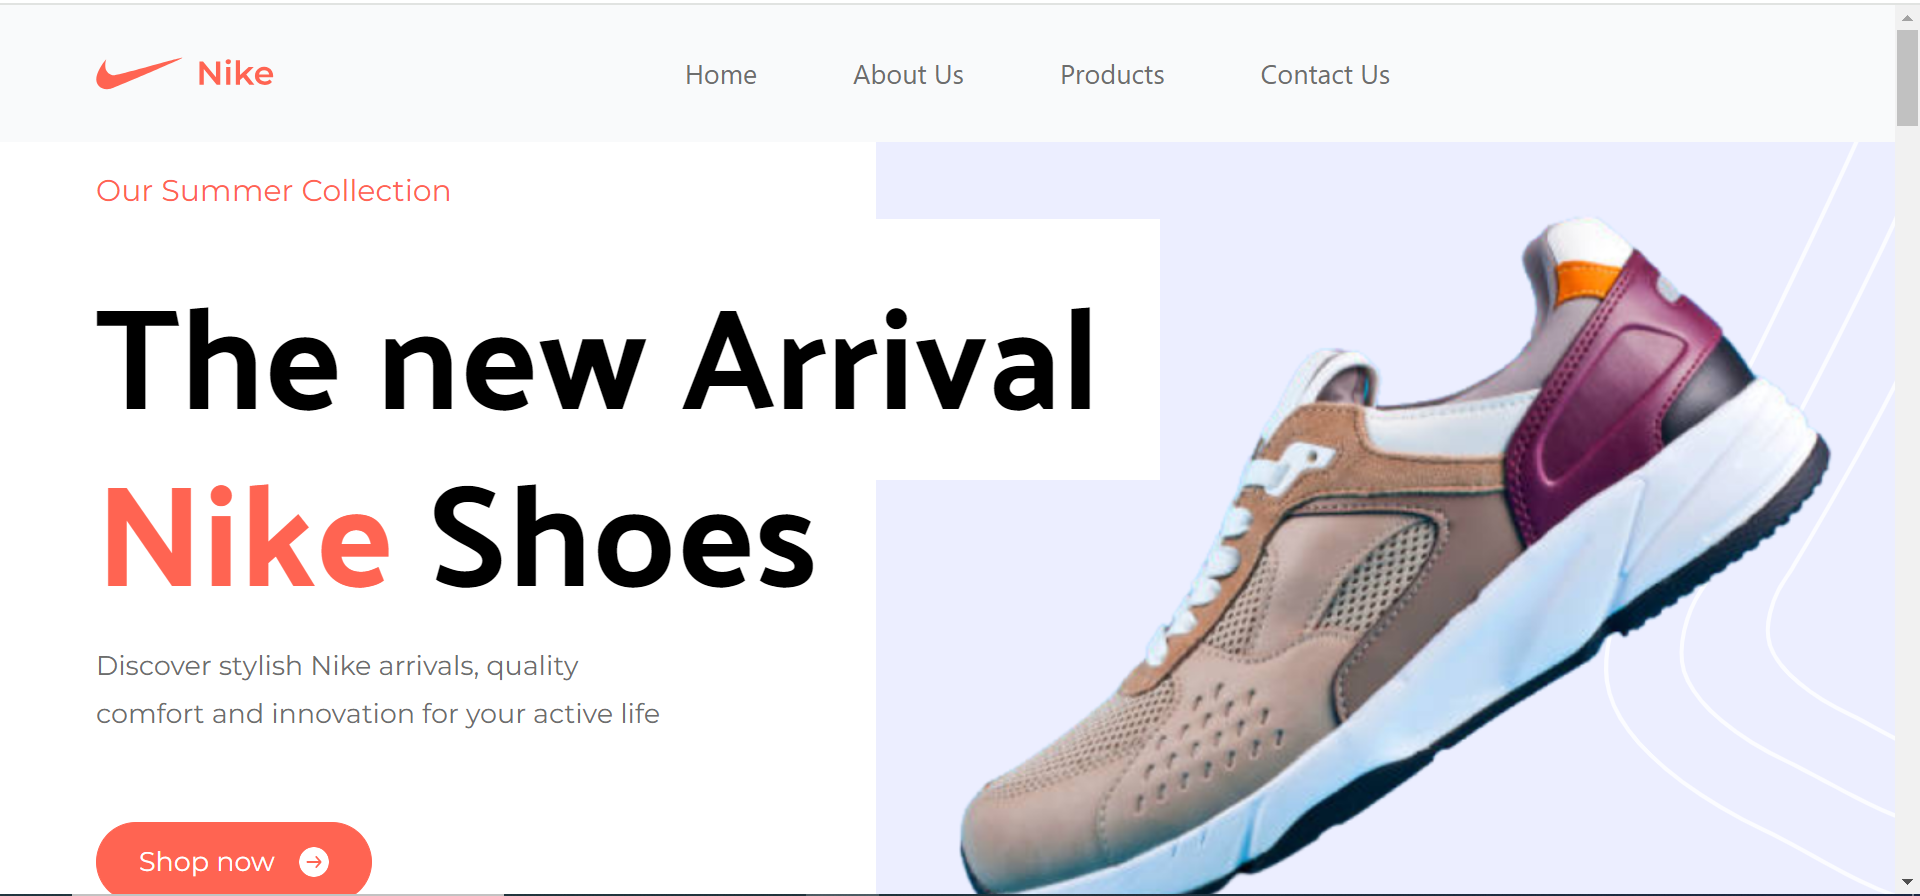 Nike
Home About Us Products Contact Us
Our Summer Collection
The new Arrival
Nike Shoes
Discover stylish Nike arrivals, quality
comfort and innovation for your active life
Shop now